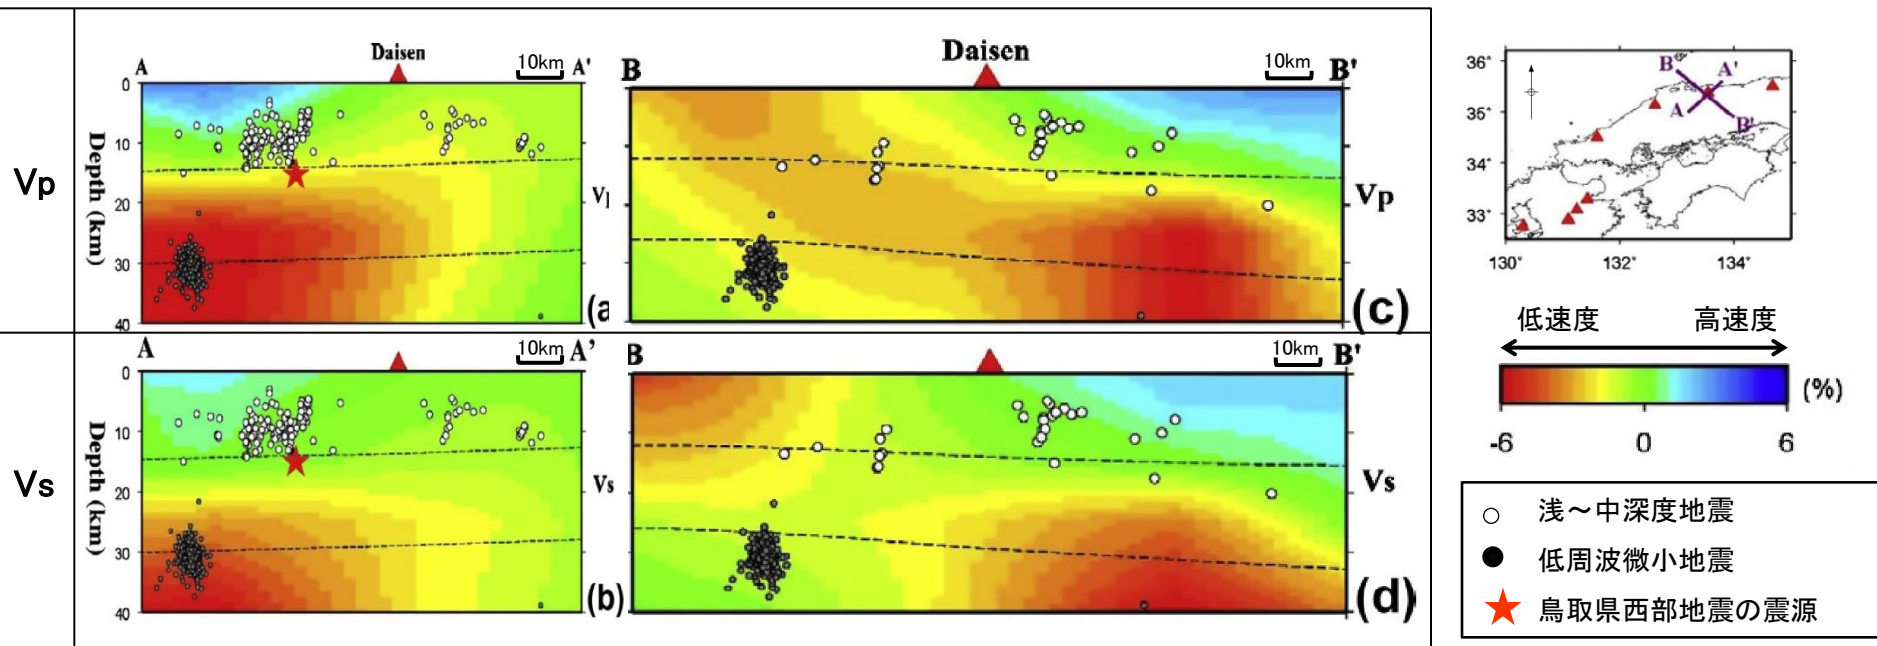 Vp
Vs
A
Daisen
10km
A'
0
10
20
30
40
Depth (km)
(a
B
Daisen
10km
B'
Vp
(c)
A
10km
A’
0
10
20
30
40
Depth (km)
Vs
(b)
B
10km
B'
Vs
(d)
36°
35°
34°
33°
130°
132°
134°
B
A'
A
B'
低速度
高速度
(%)
-6
0
6
浅～中深度地震
低周波微小地震
鳥取県西部地震の震源